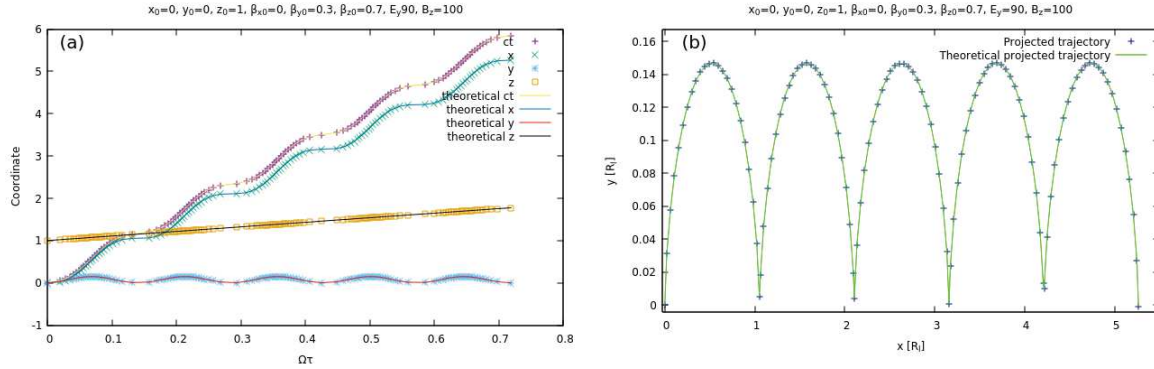 x0=0, y0=0, z0=1, βx0=0, βy0=0.3, βz0=0.7, Ey90, Bz=100
(a)
ct
x
y
z
theoretical ct
theoretical x
theoretical y
theoretical z
Coordinate
6
5
4
3
2
1
0
-1
0 0.1 0.2 0.3 0.4 0.5 0.6 0.7 0.8
Ωτ
x0=0, y0=0, z0=1, βx0=0, βy0=0.3, βz0=0.7, Ey=90, Bz=100
(b)
Projected trajectory
Theoretical projected trajectory
y [Rl]
0.16
0.14
0.12
0.1
0.08
0.06
0.04
0.02
0
0 1 2 3 4 5
x [Rl]